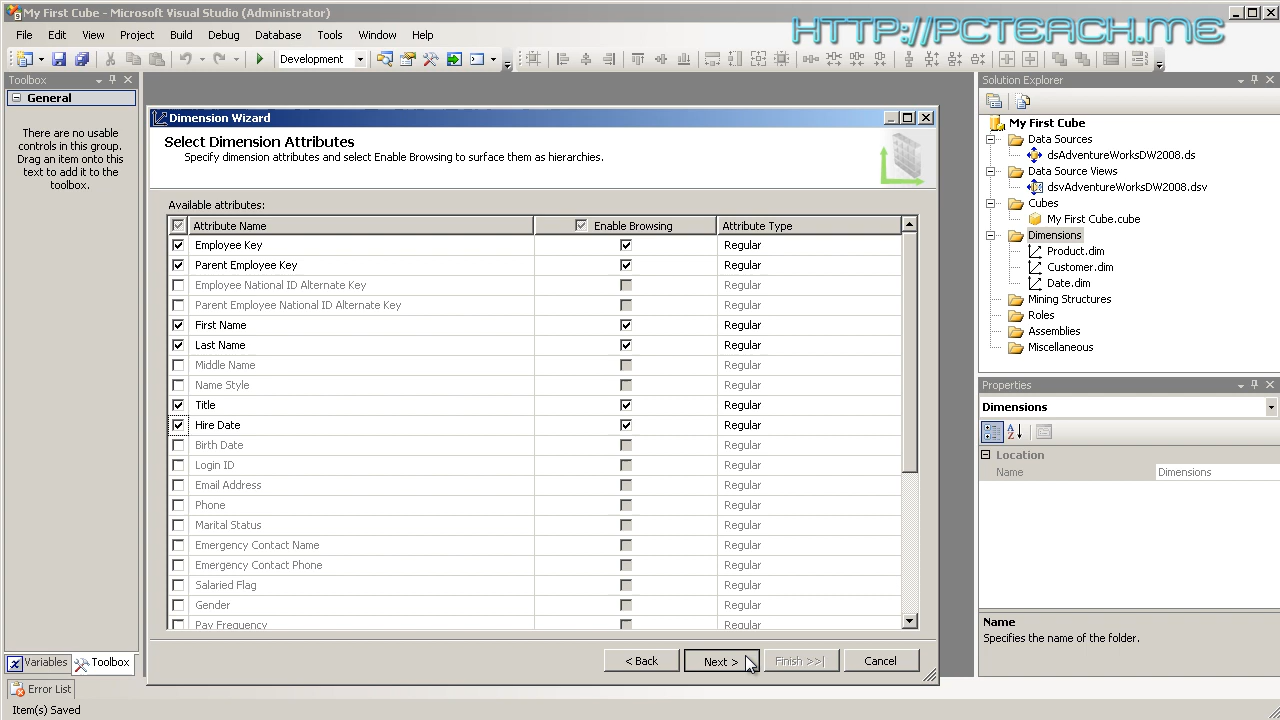 My First Cube - Microsoft Visual Studio (Administrator)
HTTP://PCTEACH.ME
File Edit Project Window
Development
Toolbox
General
There are no usable
controls in this group.
Drag an item onto this
text to add it to the
toolbox.
Variables Toolbox
Error List
Item(s) Saved
Dimension Wizard
Select Dimension Attributes
Specify dimension attributes and select Enable Browsing to surface them as hierarchies.
Available attributes:
Attribute Name Enable Browsing Attribute Type
Employee Key Regular
Parent Employee Key Regular
Employee National ID Alternate Key Regular
Parent Employee National ID Alternate Key Regular
First Name Regular
Last Name Regular
Middle Name Regular
Name Style Regular
Title Regular
Hire Date Regular
Birth Date Regular
Login ID Regular
Email Address Regular
Phone Regular
Marital Status Regular
Emergency Contact Name Regular
Emergency Contact Phone Regular
Salaried Flag Regular
Gender Regular
Pay Frequency Regular
< Back Next > Finish >>| Cancel
Solution Explorer
My First Cube
Data Sources
dsAdventureWorksDW2008.ds
Data Source Views
dsvAdventureWorksDW2008.dsv
Cubes
My First Cube.cube
Dimensions
Product.dim
Customer.dim
Date.dim
Mining Structures
Roles
Assemblies
Miscellaneous
Properties
Dimensions
Location
Name Dimensions
Name
Specifies the name of the folder.